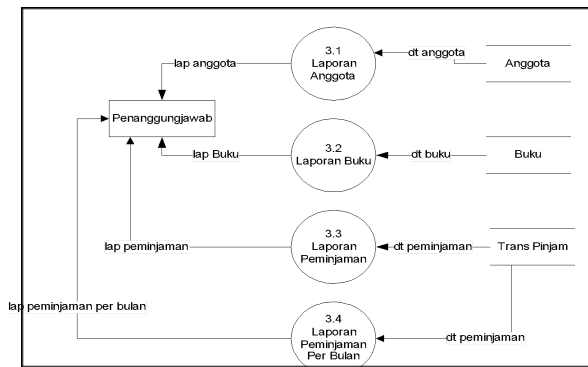 3.1
Laporan
Anggota
dt anggota
Anggota
lap anggota
Penanggungjawab
3.2
Laporan Buku
lap Buku
dt buku
Buku
3.3
Laporan
Peminjaman
lap peminjaman
dt peminjaman
Trans Pinjam
lap peminjaman per bulan
3.4
Laporan
Peminjaman
Per Bulan
dt peminjaman